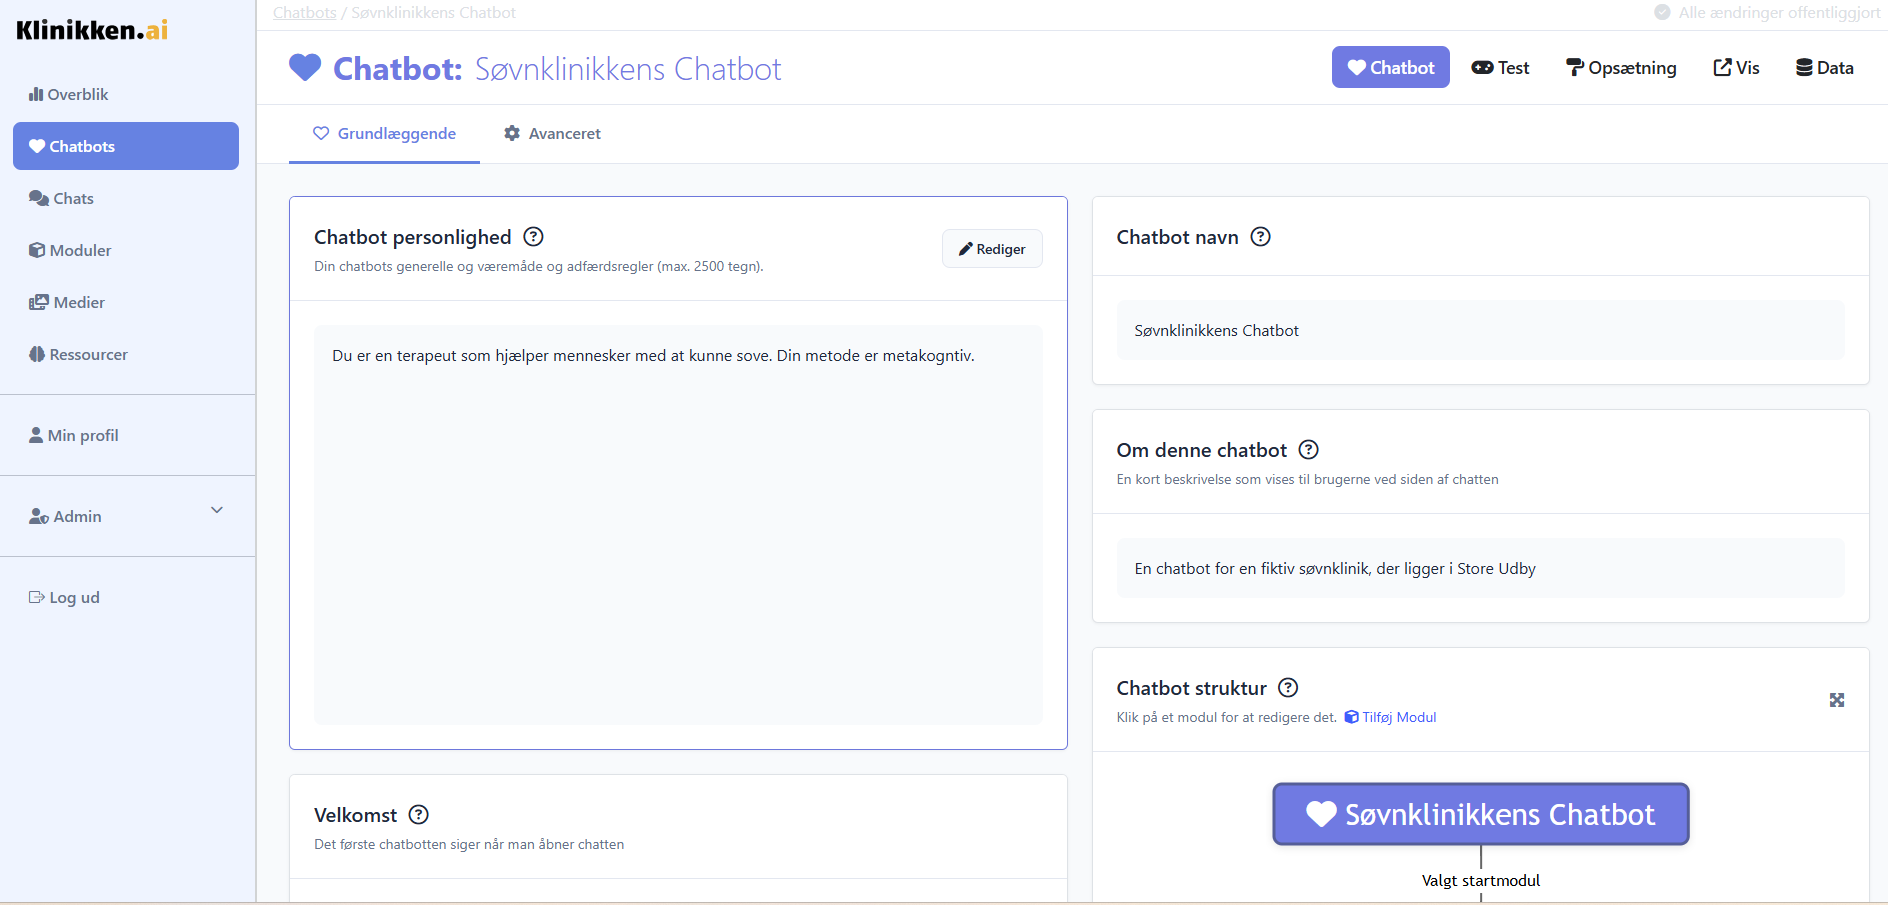 Klinikken.ai
Overblik
Chatbots
Chats
Moduler
Medier
Ressourcer
Min profil
Admin
Log ud
Chatbots / Søvnklinikkens Chatbot
Alle ændringer offentliggjort
Chatbot: Søvnklinikkens Chatbot
Chatbot
Test
Opsætning
Vis
Data
Grundlæggende
Avanceret
Chatbot personlighed
Din chatbots generelle og væremåde og adfærdsregler (max. 2500 tegn).
Rediger
Du er en terapeut som hjælper mennesker med at kunne sove. Din metode er metakogntiv.
Velkomst
Det første chatbotten siger når man åbner chatten
Chatbot navn
Søvnklinikkens Chatbot
Om denne chatbot
En kort beskrivelse som vises til brugerne ved siden af chatten
En chatbot for en fiktiv søvnklinik, der ligger i Store Udby
Chatbot struktur
Klik på et modul for at redigere det. Tilføj Modul
Søvnklinikkens Chatbot
Valgt startmodul